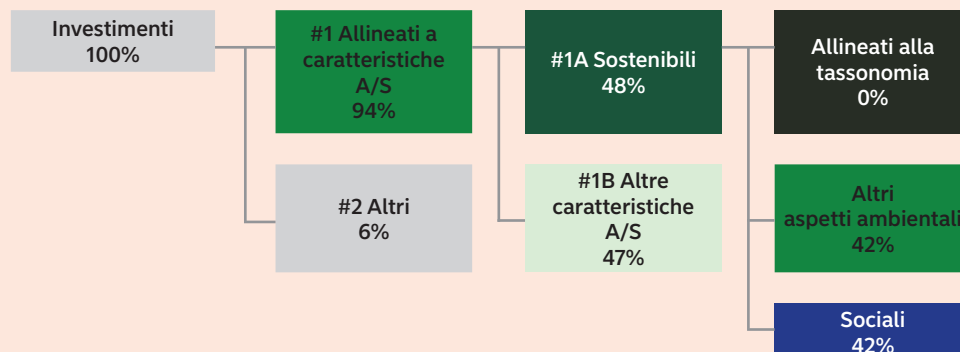 Investimenti
100%
#1 Allineati a
caratteristiche
A/S
94%
#1A Sostenibili
48%
Allineati alla
tassonomia
0%
#2 Altri
6%
#1B Altre
caratteristiche
A/S
47%
Altri
aspetti ambientali
42%
Sociali
42%